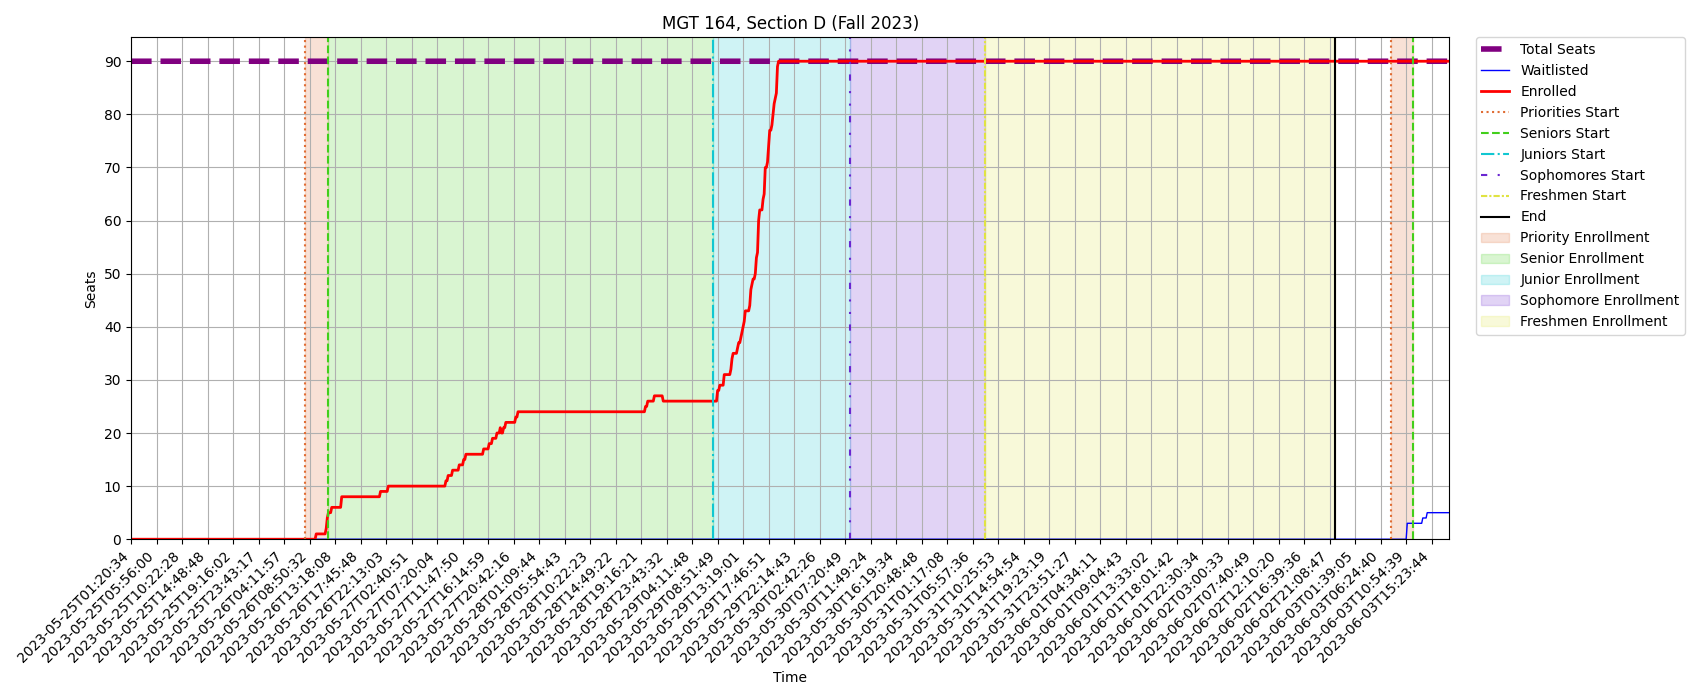 MGT 164, Section D (Fall 2023)
Seats
90
80
70
60
50
40
30
20
10
0
2023-05-25T01:20:34
2023-05-25T05:56:00
2023-05-25T10:22:28
2023-05-25T14:48:48
2023-05-25T19:16:02
2023-05-25T23:43:17
2023-05-26T04:11:57
2023-05-26T08:50:32
2023-05-26T13:18:08
2023-05-26T17:45:48
2023-05-26T22:13:03
2023-05-27T02:40:51
2023-05-27T07:20:04
2023-05-27T11:47:50
2023-05-27T16:14:59
2023-05-27T20:42:16
2023-05-28T01:09:44
2023-05-28T05:54:43
2023-05-28T10:22:23
2023-05-28T14:49:22
2023-05-28T19:16:21
2023-05-28T23:43:32
2023-05-29T04:11:48
2023-05-29T08:51:49
2023-05-29T13:19:01
2023-05-29T17:46:51
2023-05-29T22:14:43
2023-05-30T02:42:26
2023-05-30T07:20:49
2023-05-30T11:49:24
2023-05-30T16:19:34
2023-05-30T20:48:48
2023-05-31T01:17:08
2023-05-31T05:57:36
2023-05-31T10:25:53
2023-05-31T14:54:54
2023-05-31T19:23:19
2023-05-31T23:51:27
2023-06-01T04:34:11
2023-06-01T09:04:43
2023-06-01T13:33:02
2023-06-01T18:01:42
2023-06-01T22:30:34
2023-06-02T03:00:33
2023-06-02T07:40:49
2023-06-02T12:10:20
2023-06-02T16:39:36
2023-06-02T21:08:47
2023-06-03T01:39:05
2023-06-03T06:24:40
2023-06-03T10:54:39
2023-06-03T15:23:44
Time
Total Seats
Waitlisted
Enrolled
Priorities Start
Seniors Start
Juniors Start
Sophomores Start
Freshmen Start
End
Priority Enrollment
Senior Enrollment
Junior Enrollment
Sophomore Enrollment
Freshmen Enrollment